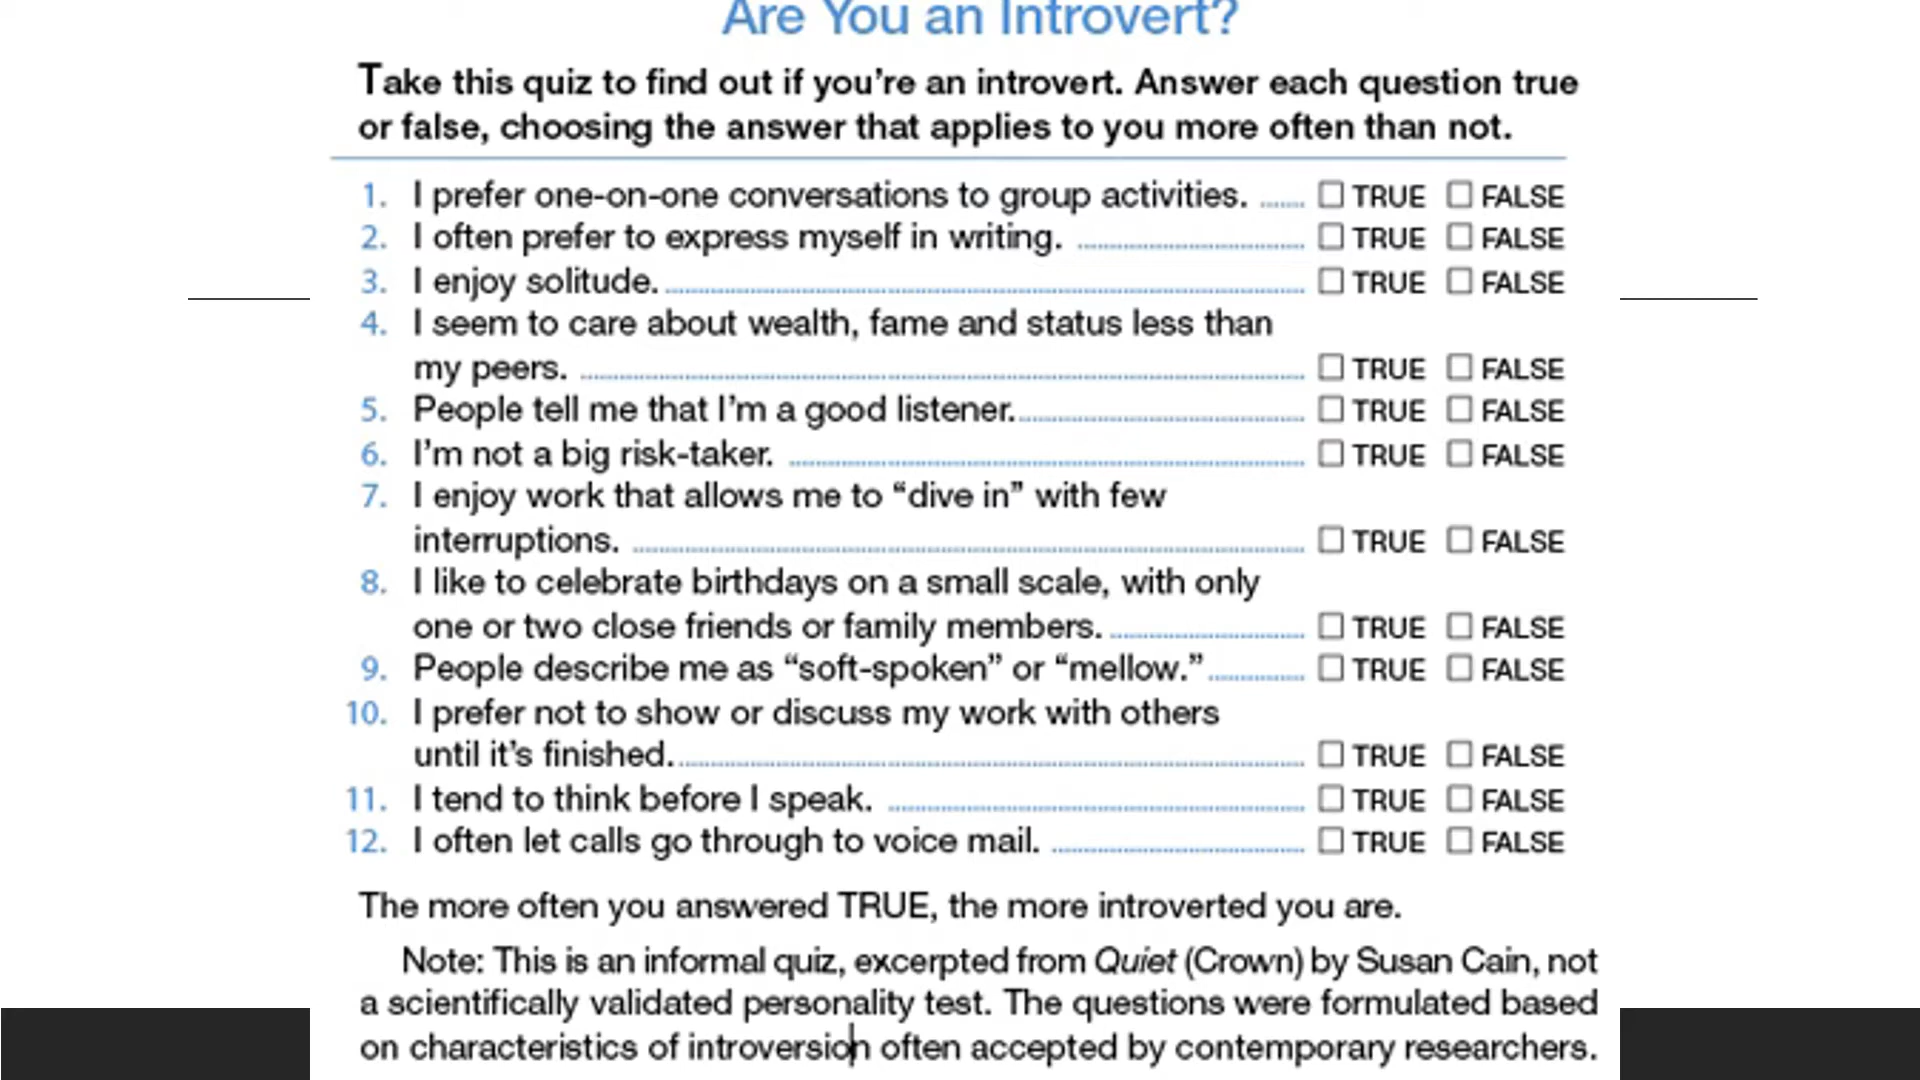 Are You an Introvert?
Take this quiz to find out if you're an introvert. Answer each question true
or false, choosing the answer that applies to you more often than not.
1. I prefer one-on-one conversations to group activities. ....... ☐ TRUE ☐ FALSE
2. I often prefer to express myself in writing. ....... ☐ TRUE ☐ FALSE
3. I enjoy solitude. ....... ☐ TRUE ☐ FALSE
4. I seem to care about wealth, fame and status less than
my peers. ....... ☐ TRUE ☐ FALSE
5. People tell me that I'm a good listener. ....... ☐ TRUE ☐ FALSE
6. I'm not a big risk-taker. ....... ☐ TRUE ☐ FALSE
7. I enjoy work that allows me to “dive in” with few
interruptions. ....... ☐ TRUE ☐ FALSE
8. I like to celebrate birthdays on a small scale, with only
one or two close friends or family members. ....... ☐ TRUE ☐ FALSE
9. People describe me as “soft-spoken” or “mellow.” ....... ☐ TRUE ☐ FALSE
10. I prefer not to show or discuss my work with others
until it's finished. ....... ☐ TRUE ☐ FALSE
11. I tend to think before I speak. ....... ☐ TRUE ☐ FALSE
12. I often let calls go through to voice mail. ....... ☐ TRUE ☐ FALSE
The more often you answered TRUE, the more introverted you are.
Note: This is an informal quiz, excerpted from Quiet (Crown) by Susan Cain, not
a scientifically validated personality test. The questions were formulated based
on characteristics of introversion often accepted by contemporary researchers.